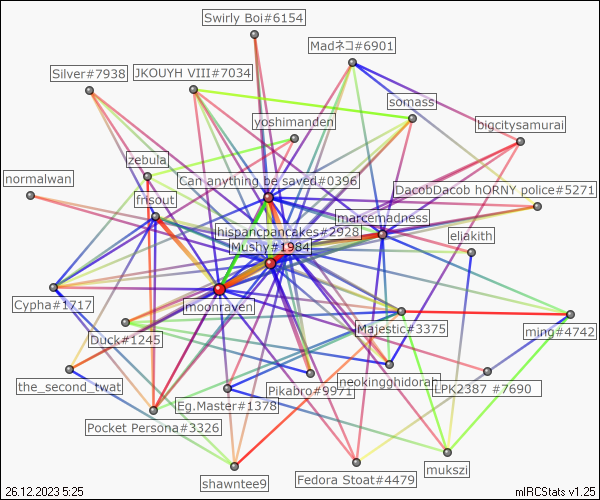 Swirly Boi#6154
Madネコ#6901
Silver#7938
JKOUYH VIII#7034
somass
yoshimanden
bigcitysamurai
zebula
normalwan
Can anything be saved#0396
DacobDacob hORNY police#5271
frisout
marcemadness
hispanicpancakes#2928
ellakith
Mushy#1984
Cypha#1717
moonraven
Majestic#3375
ming#4742
Duck#1245
the_second_twat
neokingghidorah
LPK2387 #7690
Pikabro#9971
Eg.Master#1378
Pocket Persona#3326
mukszi
shawntee9
Fedora Stoat#4479
26.12.2023 5:25
mIRCStats v1.25